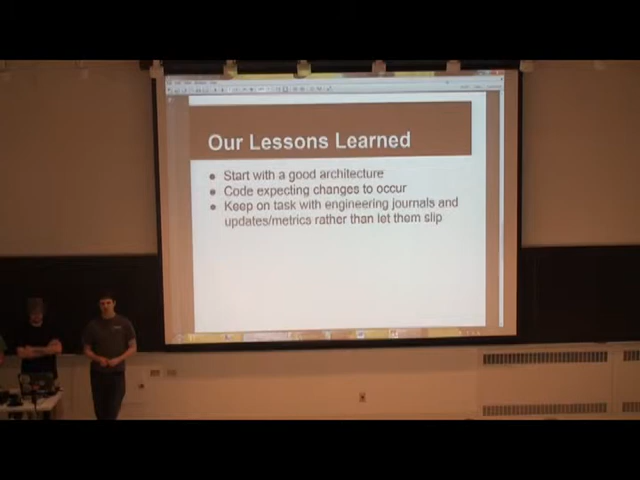 Our Lessons Learned
● Start with a good architecture
● Code expecting changes to occur
● Keep on task with engineering journals and
updates/metrics rather than let them slip